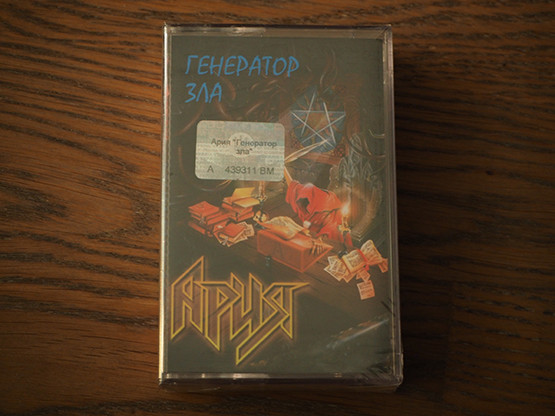 ГЕНЕРАТОР
ЗЛА
Ария "Генератор
зла"
А 439311 ВМ
Ария